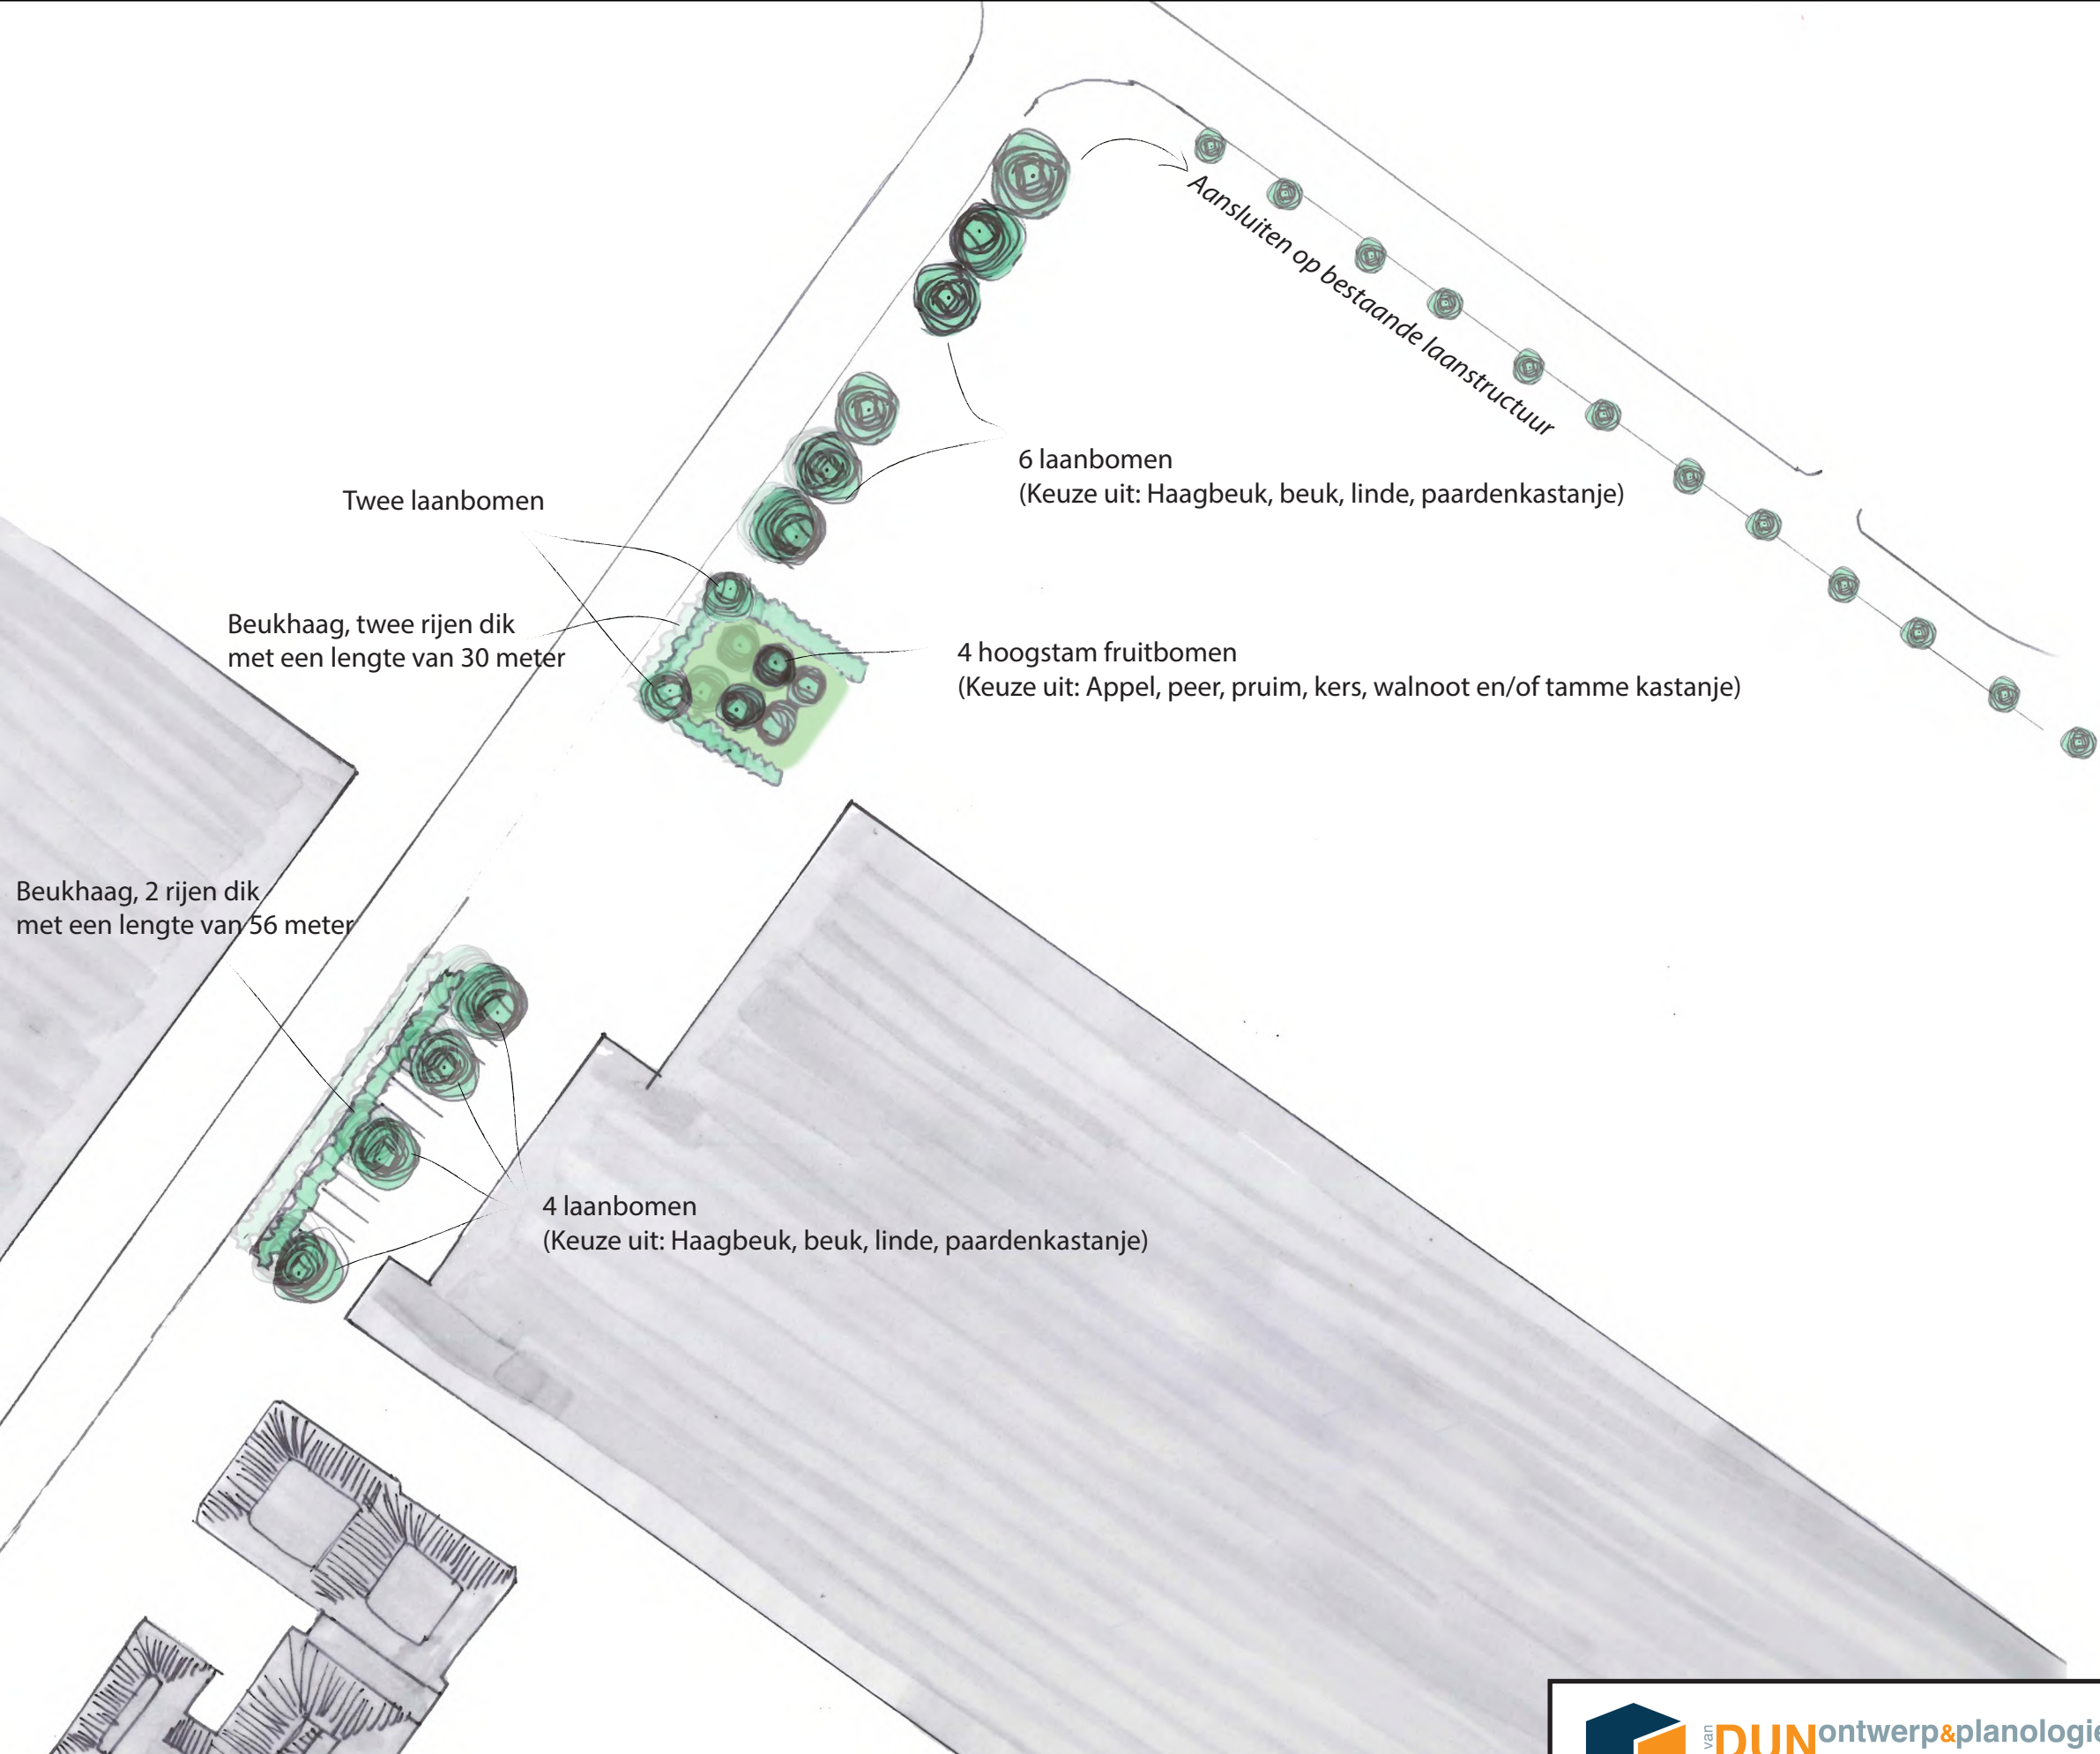 Aansluiten op bestaande laanstructuur
6 laanbomen
(Keuze uit: Haagbeuk, beuk, linde, paardenkastanje)
Twee laanbomen
Beukhaag, twee rijen dik
met een lengte van 30 meter
4 hoogstam fruitbomen
(Keuze uit: Appel, peer, pruim, kers, walnoot en/of tamme kastanje)
Beukhaag, 2 rijen dik
met een lengte van 56 meter
4 laanbomen
(Keuze uit: Haagbeuk, beuk, linde, paardenkastanje)
van DUN ontwerp&planologie